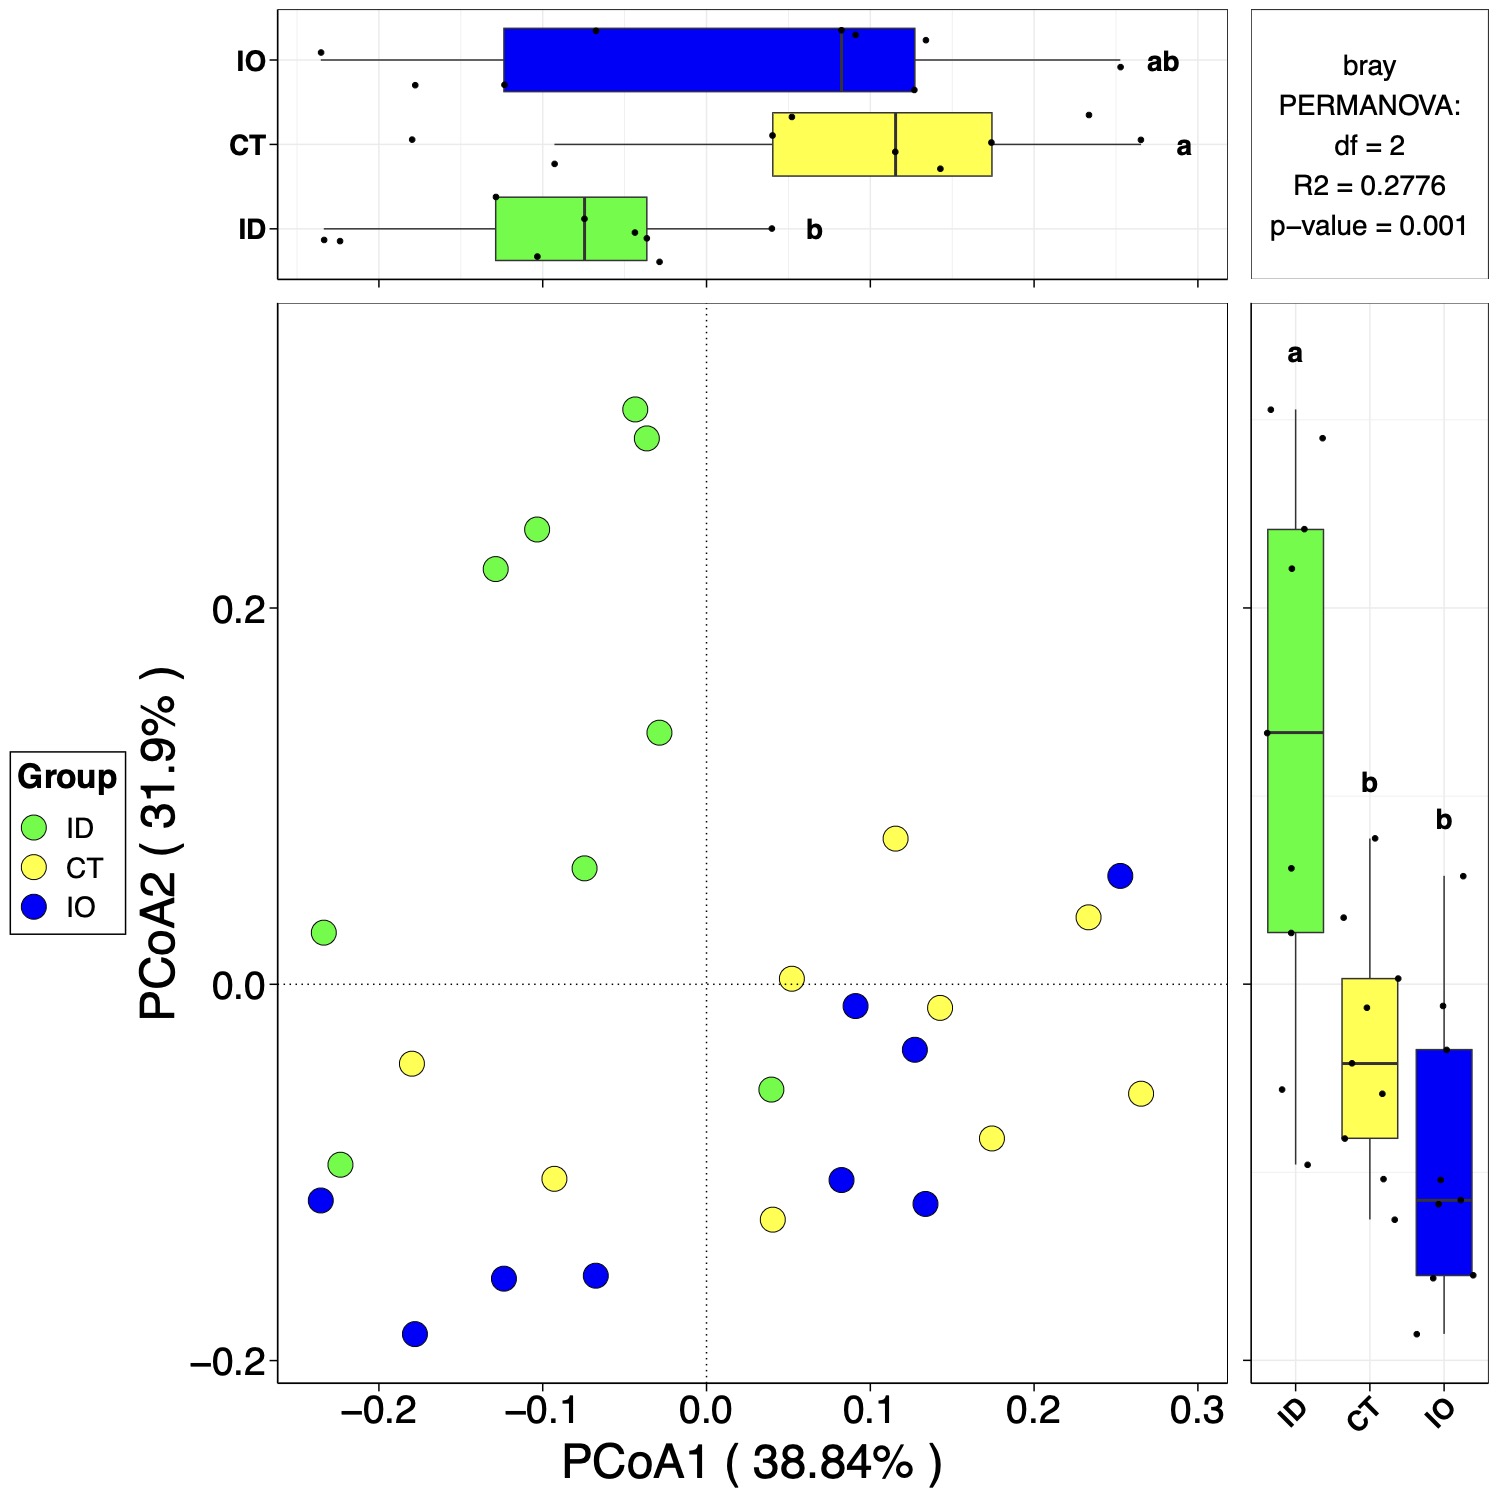 IO
ab
CT
a
ID
b
bray
PERMANOVA:
df = 2
R2 = 0.2776
p−value = 0.001
Group
ID
CT
IO
PCoA2 ( 31.9% )
0.2
0.0
−0.2
a
b
b
−0.2
−0.1
0.0
0.1
0.2
0.3
PCoA1 ( 38.84% )
ID
CT
IO